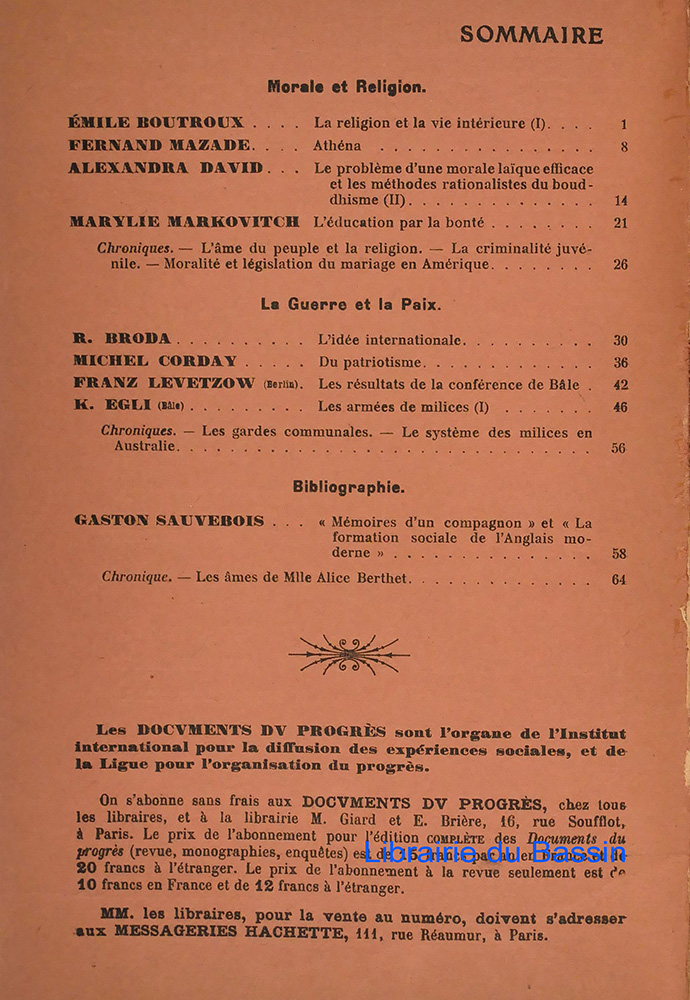 SOMMAIRE
Morale et Religion.
ÉMILE BOUTROUX . . . . La religion et la vie intérieure (I). . . . 1
FERNAND MAZADE. . . . Athéna . . . . . . . . . . . . . . . . 8
ALEXANDRA DAVID . . . Le problème d'une morale laïque efficace
et les méthodes rationalistes du boud-
dhisme (II). . . . . . . . . . . . . . 14
MARYLIE MARKOVITCH L'éducation par la bonté . . . . . . . . 21
Chroniques. — L'âme du peuple et la religion. — La criminalité juvé-
nile. — Moralité et législation du mariage en Amérique. . . . . . . . 26
La Guerre et la Paix.
R. BRODA . . . . . . . . . . L'idée internationale. . . . . . . . . . 30
MICHEL CORDAY . . . . . Du patriotisme. . . . . . . . . . . . . 36
FRANZ LEVETZOW (Berlin). Les résultats de la conférence de Bâle . 42
K. EGLI (Bâle) . . . . . . . . . Les armées de milices (I) . . . . . . . 46
Chroniques. — Les gardes communales. — Le système des milices en
Australie. . . . . . . . . . . . . . . . . . . . . . . . . . . . . . . 56
Bibliographie.
GASTON SAUVEBOIS . . . « Mémoires d'un compagnon » et « La
formation sociale de l'Anglais mo-
derne » . . . . . . . . . . . . . . . . 58
Chronique. — Les âmes de Mlle Alice Berthet. . . . . . . . . . . . . . 64
Les DOCVMENTS DV PROGRÈS sont l'organe de l'Institut
international pour la diffusion des expériences sociales, et de
la Ligue pour l'organisation du progrès.
On s'abonne sans frais aux DOCVMENTS DV PROGRÈS, chez tous
les libraires, et à la librairie M. Giard et E. Brière, 16, rue Soufflot,
à Paris. Le prix de l'abonnement pour l'édition COMPLÈTE des Documents du
progrès (revue, monographies, enquêtes) est de francs par an en France et de
Librairie du Bassin
20 francs à l'étranger. Le prix de l'abonnement à la revue seulement est de
10 francs en France et de 12 francs à l'étranger.
MM. les libraires, pour la vente au numéro, doivent s'adresser
aux MESSAGERIES HACHETTE, 111, rue Réaumur, à Paris.